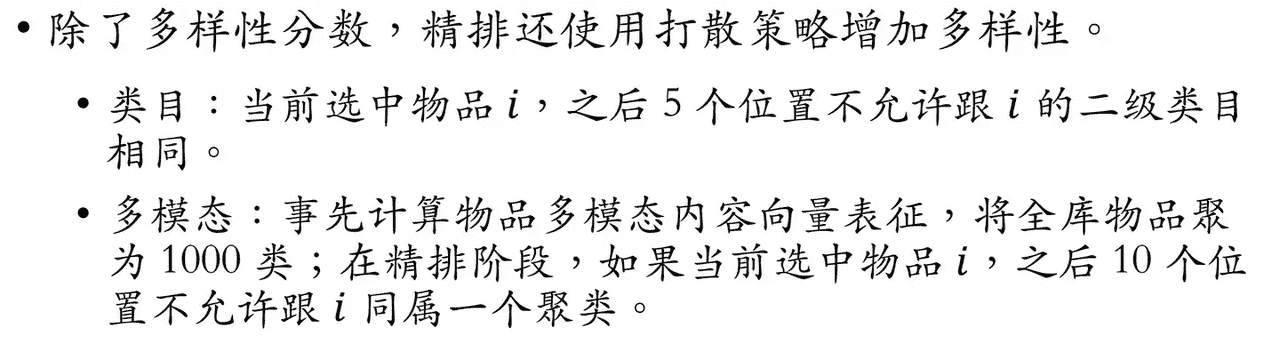 • 除了多样性分数，精排还使用打散策略增加多样性。
• 类目：当前选中物品 i，之后 5 个位置不允许跟 i 的二级类目
相同。
• 多模态：事先计算物品多模态内容向量表征，将全库物品聚
为 1000 类；在精排阶段，如果当前选中物品 i，之后 10 个位
置不允许跟 i 同属一个聚类。